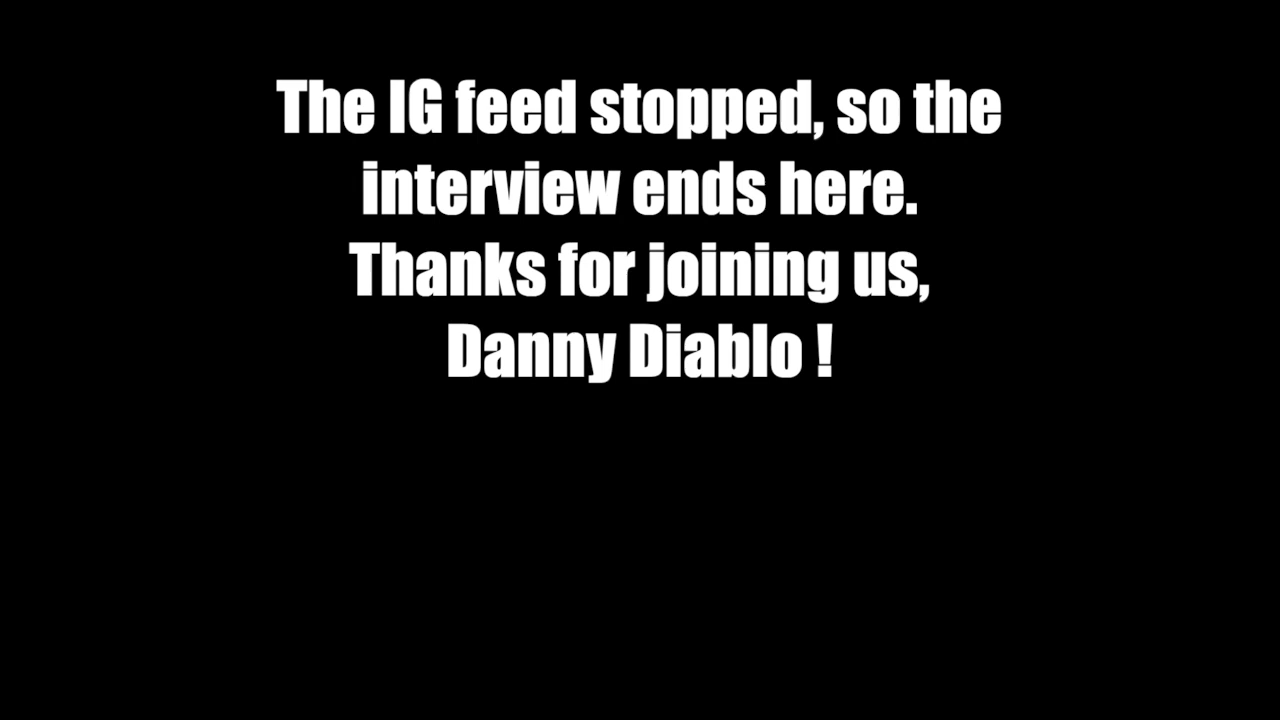 The IG feed stopped, so the
interview ends here.
Thanks for joining us,
Danny Diablo !